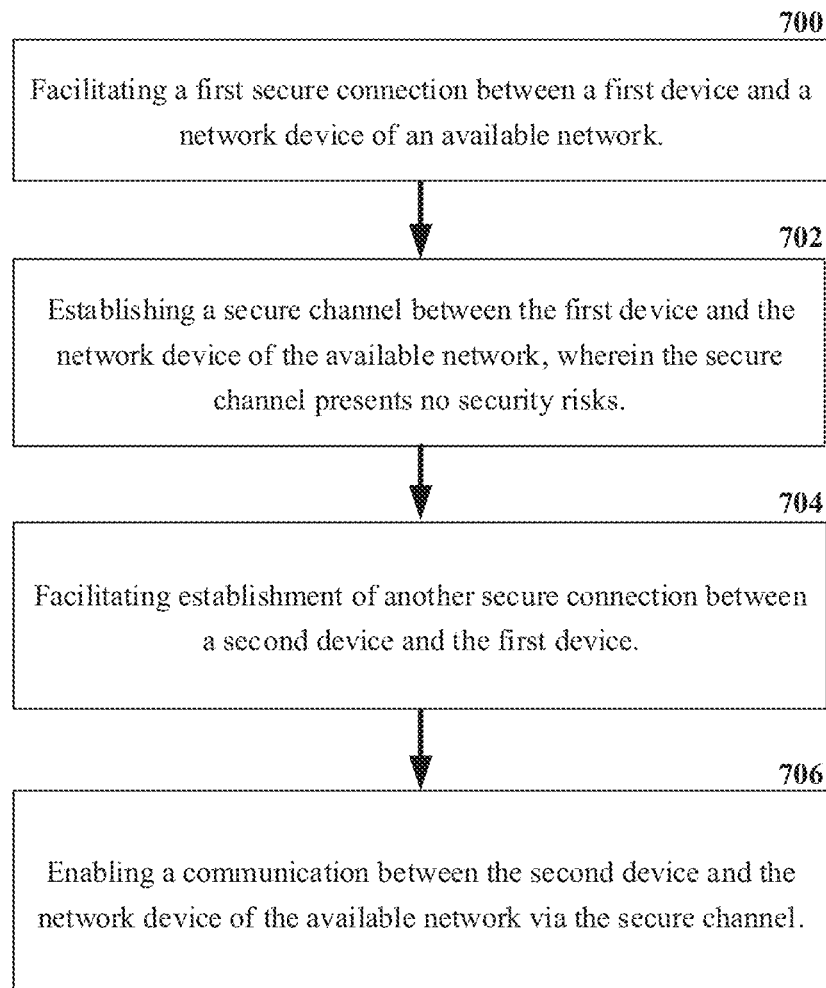 700
Facilitating a first secure connection between a first device and a
network device of an available network.
702
Establishing a secure channel between the first device and the
network device of the available network, wherein the secure
channel presents no security risks.
704
Facilitating establishment of another secure connection between
a second device and the first device.
706
Enabling a communication between the second device and the
network device of the available network via the secure channel.